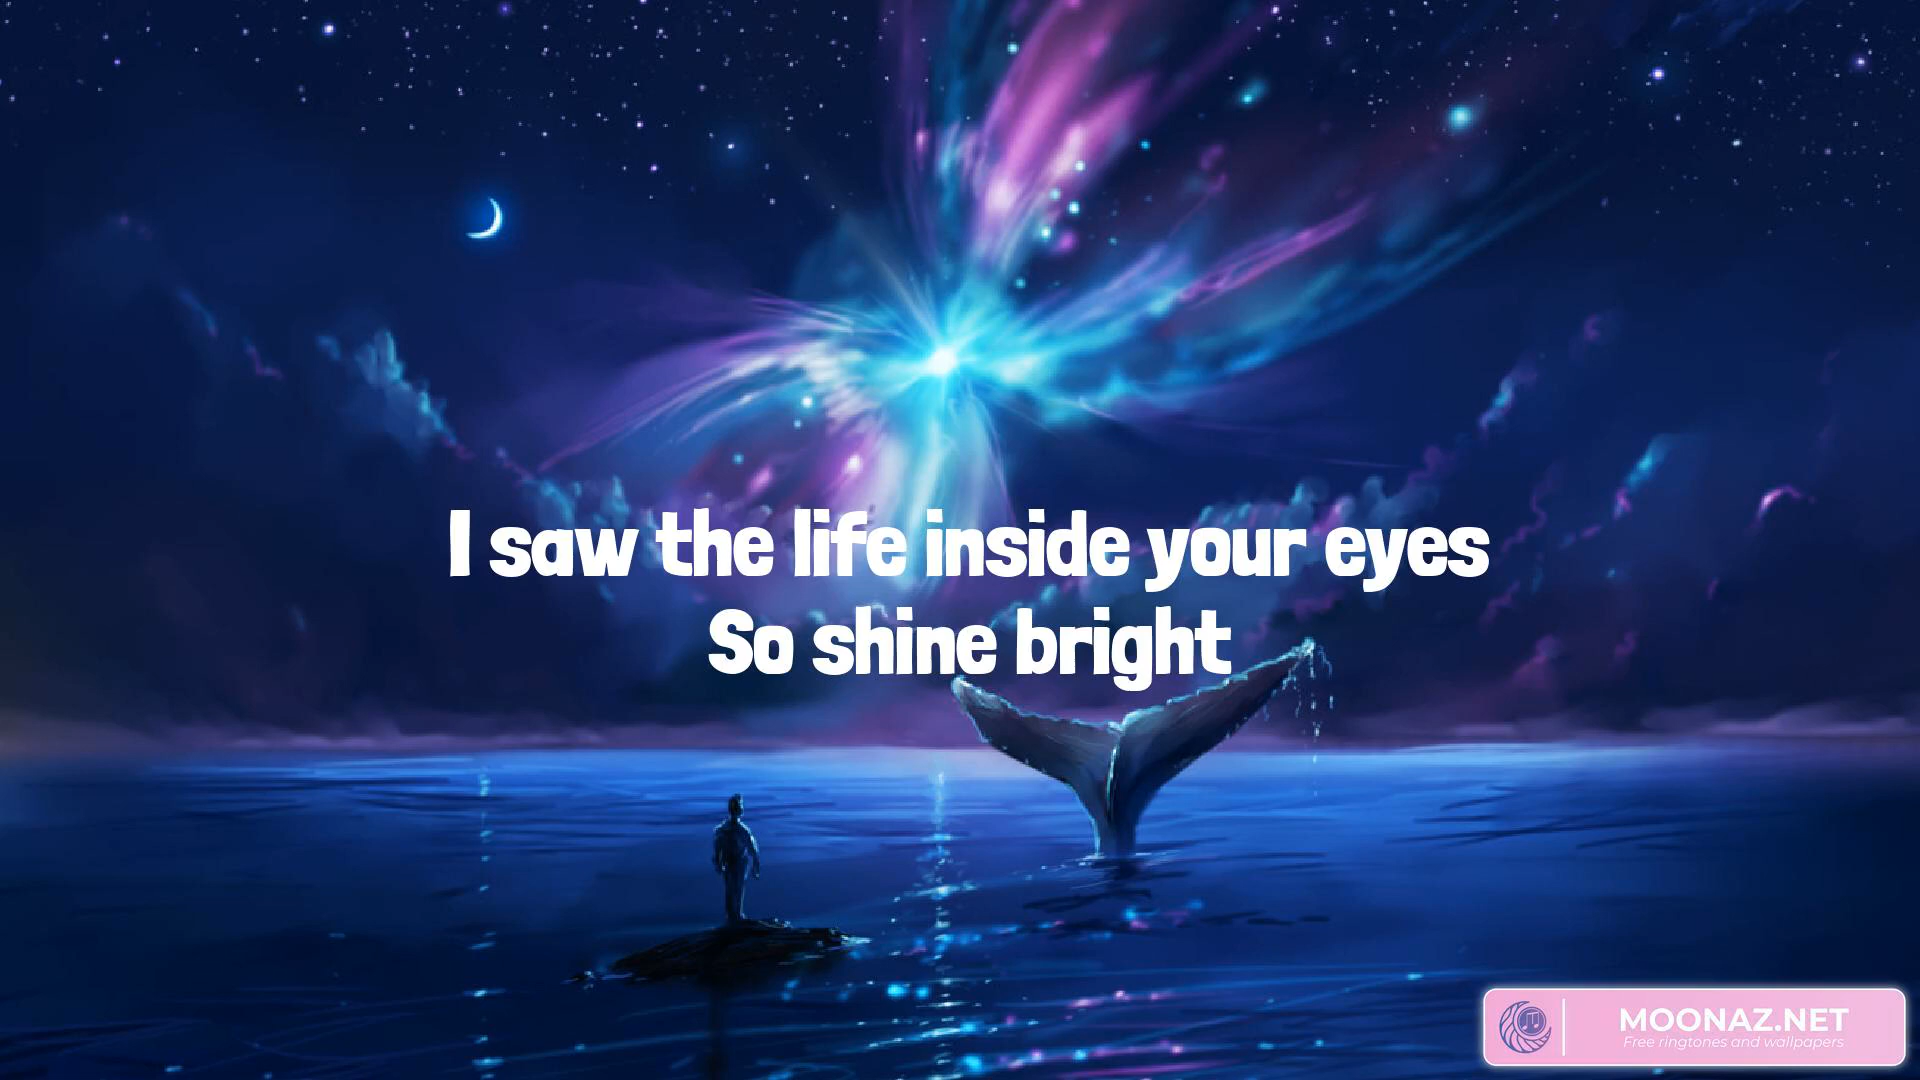 I saw the life inside your eyes
So shine bright
MOONAZ.NET
Free ringtones and wallpapers